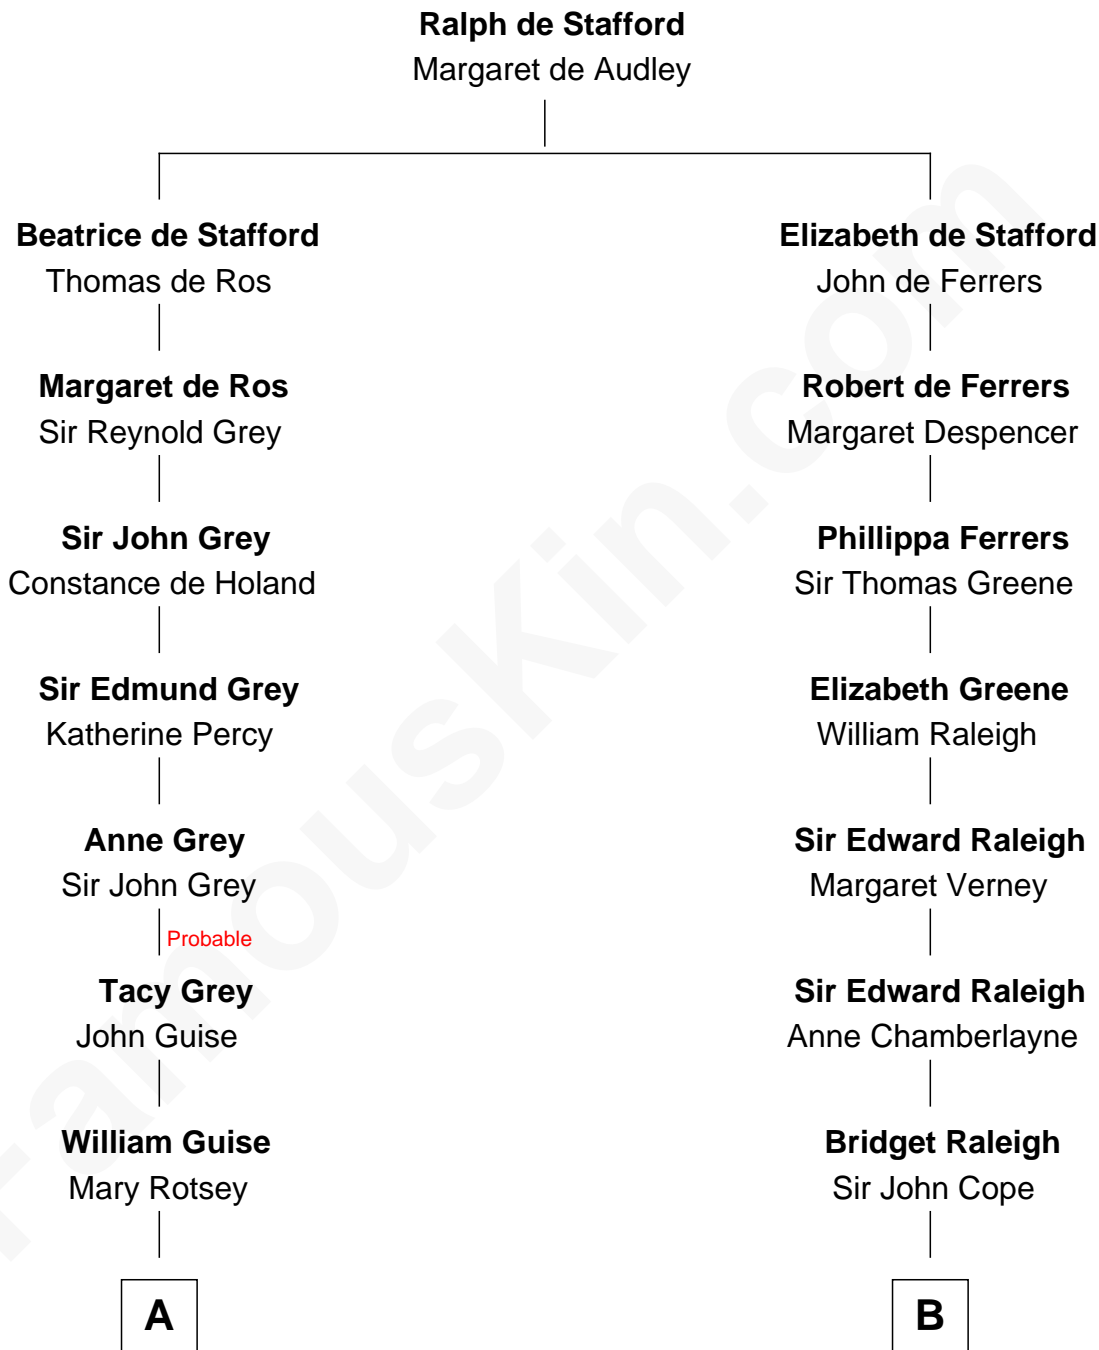 Ralph de Stafford
Margaret de Audley
Beatrice de Stafford
Thomas de Ros
Elizabeth de Stafford
John de Ferrers
Margaret de Ros
Sir Reynold Grey
Robert de Ferrers
Margaret Despencer
Sir John Grey
Constance de Holand
Phillippa Ferrers
Sir Thomas Greene
Sir Edmund Grey
Katherine Percy
Elizabeth Greene
William Raleigh
Anne Grey
Sir John Grey
Sir Edward Raleigh
Margaret Verney
Probable
Tacy Grey
John Guise
Sir Edward Raleigh
Anne Chamberlayne
William Guise
Mary Rotsey
Bridget Raleigh
Sir John Cope
A
B
FamousKin.com